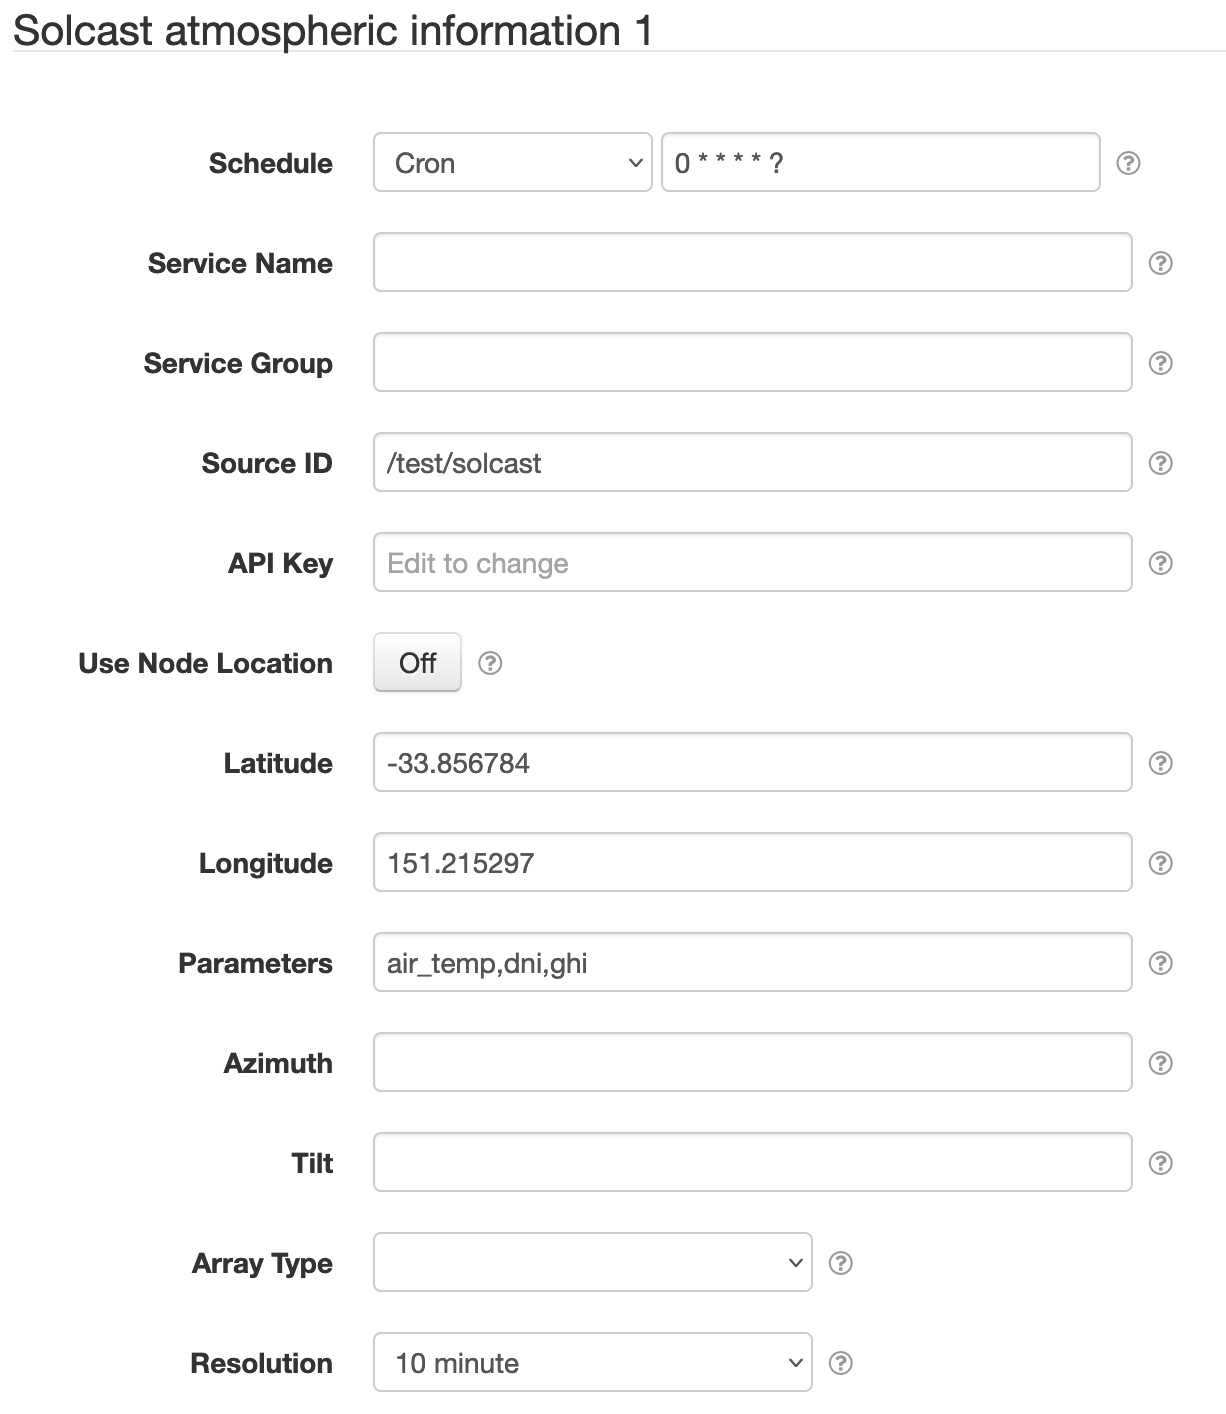 Solcast atmospheric information 1
Schedule Cron 0 * * * * ?
Service Name
Service Group
Source ID /test/solcast
API Key Edit to change
Use Node Location Off
Latitude -33.856784
Longitude 151.215297
Parameters air_temp,dni,ghi
Azimuth
Tilt
Array Type
Resolution 10 minute